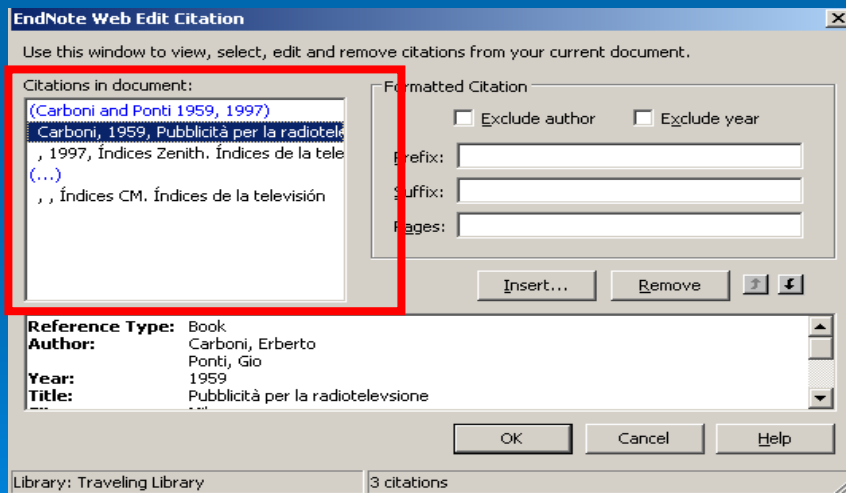 EndNote Web Edit Citation
Use this window to view, select, edit and remove citations from your current document.
Citations in document:
(Carboni and Ponti 1959, 1997)
Carboni, 1959, Pubblicità per la
, 1997, Índices Zenith. Índices de la
(...)
, , Índices CM. Índices de la televisión
Formatted Citation
Exclude author
Exclude year
Prefix:
Suffix:
Pages:
Insert...
Remove
Reference Type: Book
Author: Carboni, Erberto
Ponti, Gio
Year: 1959
Title: Pubblicità per la radiotelevsione
OK
Cancel
Help
Library: Traveling Library
3 citations